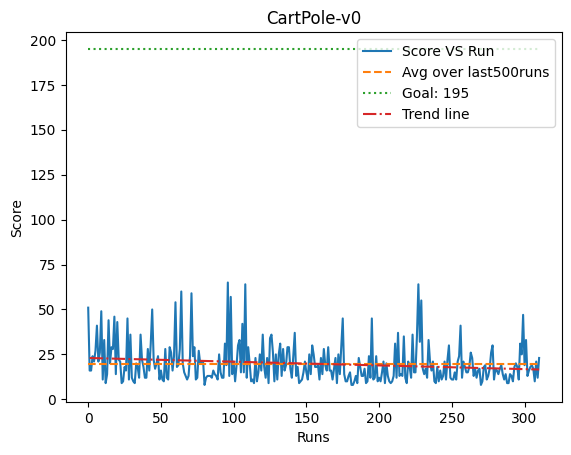 CartPole-v0
200
175
150
125
100
75
50
25
0
Score
Score VS Run
Avg over last500runs
Goal: 195
Trend line
0
50
100
150
200
250
300
Runs